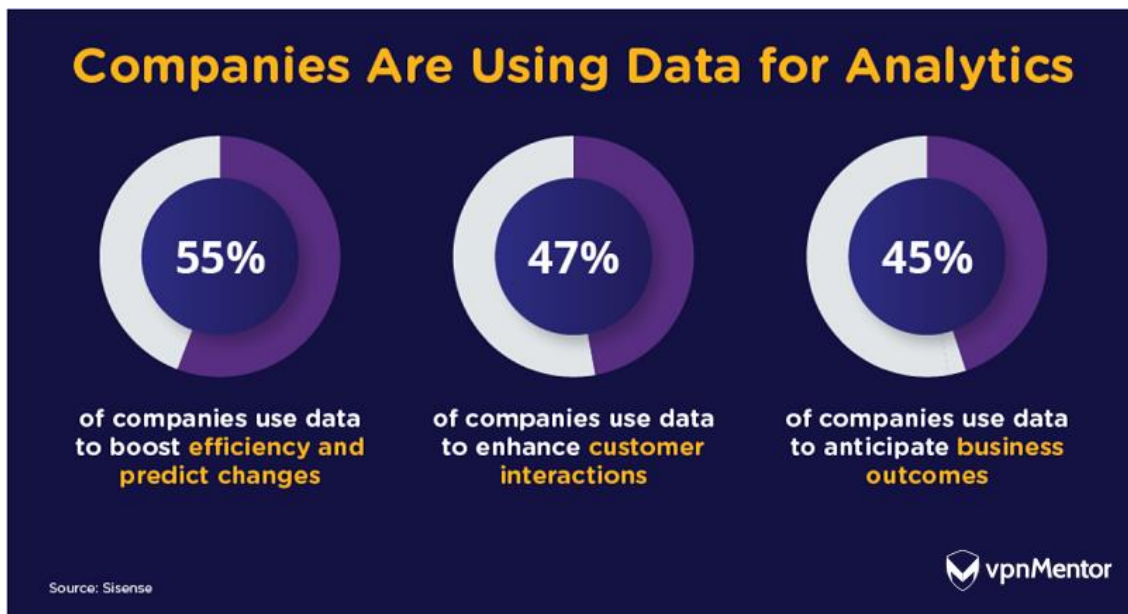 Companies Are Using Data for Analytics
55%
of companies use data
to boost efficiency and
predict changes
47%
of companies use data
to enhance customer
interactions
45%
of companies use data
to anticipate business
outcomes
Source: Sisense
vpnMentor